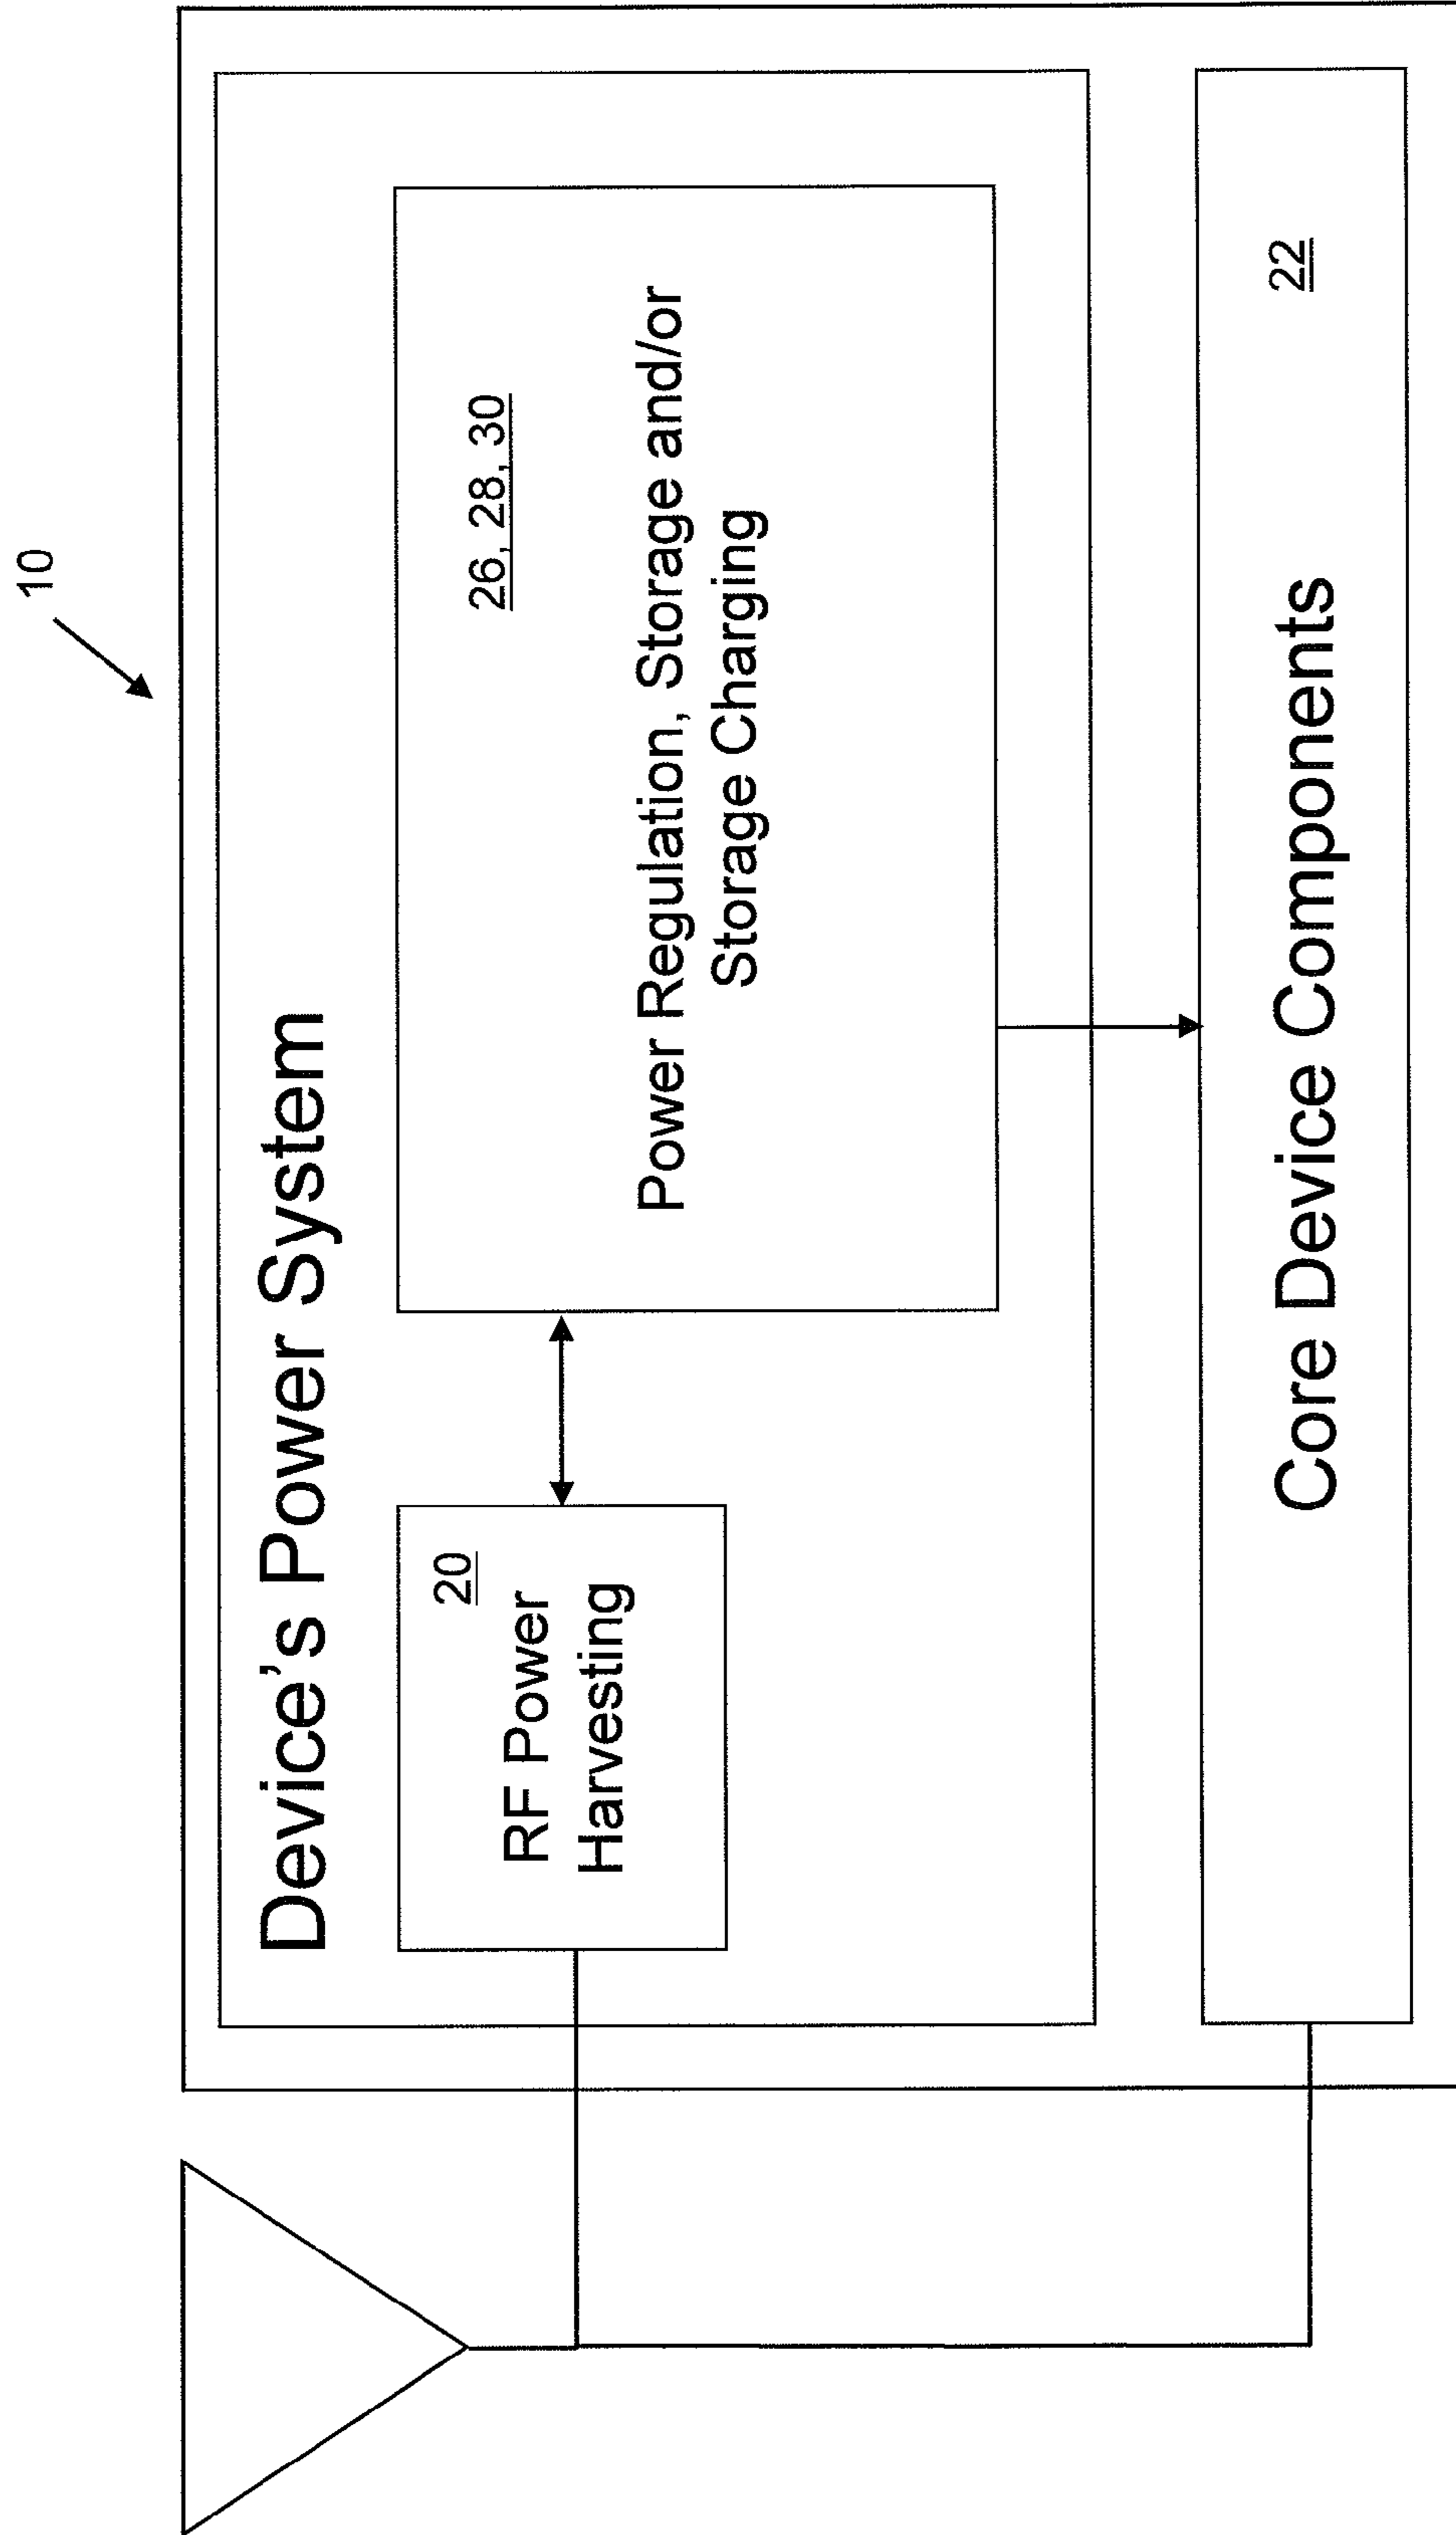 10
Device’s Power System
20
RF Power
Harvesting
26, 28, 30
Power Regulation, Storage and/or
Storage Charging
Core Device Components
22